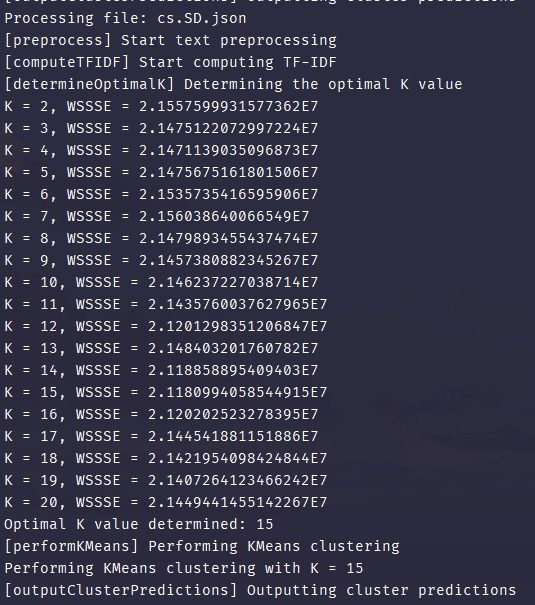 Processing file: cs.SD.json
[preprocess] Start text preprocessing
[computeTFIDF] Start computing TF-IDF
[determineOptimalK] Determining the optimal K value
K = 2, WSSSE = 2.1557599931577362E7
K = 3, WSSSE = 2.1475122072997224E7
K = 4, WSSSE = 2.1471139035096873E7
K = 5, WSSSE = 2.1475675161801506E7
K = 6, WSSSE = 2.1535735416595906E7
K = 7, WSSSE = 2.156038640066549E7
K = 8, WSSSE = 2.1479893455437474E7
K = 9, WSSSE = 2.1457380882345267E7
K = 10, WSSSE = 2.146237227038714E7
K = 11, WSSSE = 2.1435760037627965E7
K = 12, WSSSE = 2.1201298351206847E7
K = 13, WSSSE = 2.148403201760782E7
K = 14, WSSSE = 2.118858895409403E7
K = 15, WSSSE = 2.1180994058544915E7
K = 16, WSSSE = 2.120202523278395E7
K = 17, WSSSE = 2.144541881151886E7
K = 18, WSSSE = 2.1421954098424844E7
K = 19, WSSSE = 2.1407264123466242E7
K = 20, WSSSE = 2.1449441455142267E7
Optimal K value determined: 15
[performKMeans] Performing KMeans clustering
Performing KMeans clustering with K = 15
[outputClusterPredictions] Outputting cluster predictions